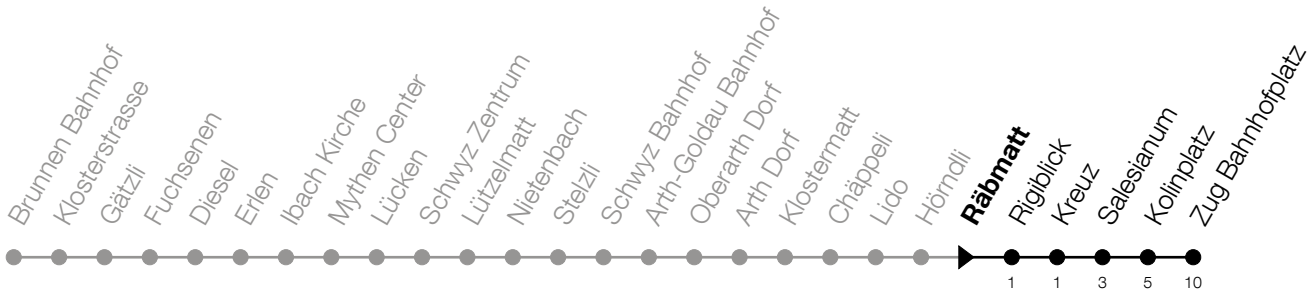 Brunnen Bahnhof
Klosterstrasse
Gätzli
Fuchsenen
Diesel
Erlen
Ibach Kirche
Mythen Center
Lücken
Schwyz Zentrum
Lützelmatt
Nietenbach
Stelzli
Schwyz Bahnhof
Arth-Goldau Bahnhof
Oberarth Dorf
Arth Dorf
Klostermatt
Chäppeli
Lido
Hörndli
Räbmatt
Rigiblick
Kreuz
Salesianum
Kolinplatz
Zug Bahnhofplatz
1 1 3 5 10